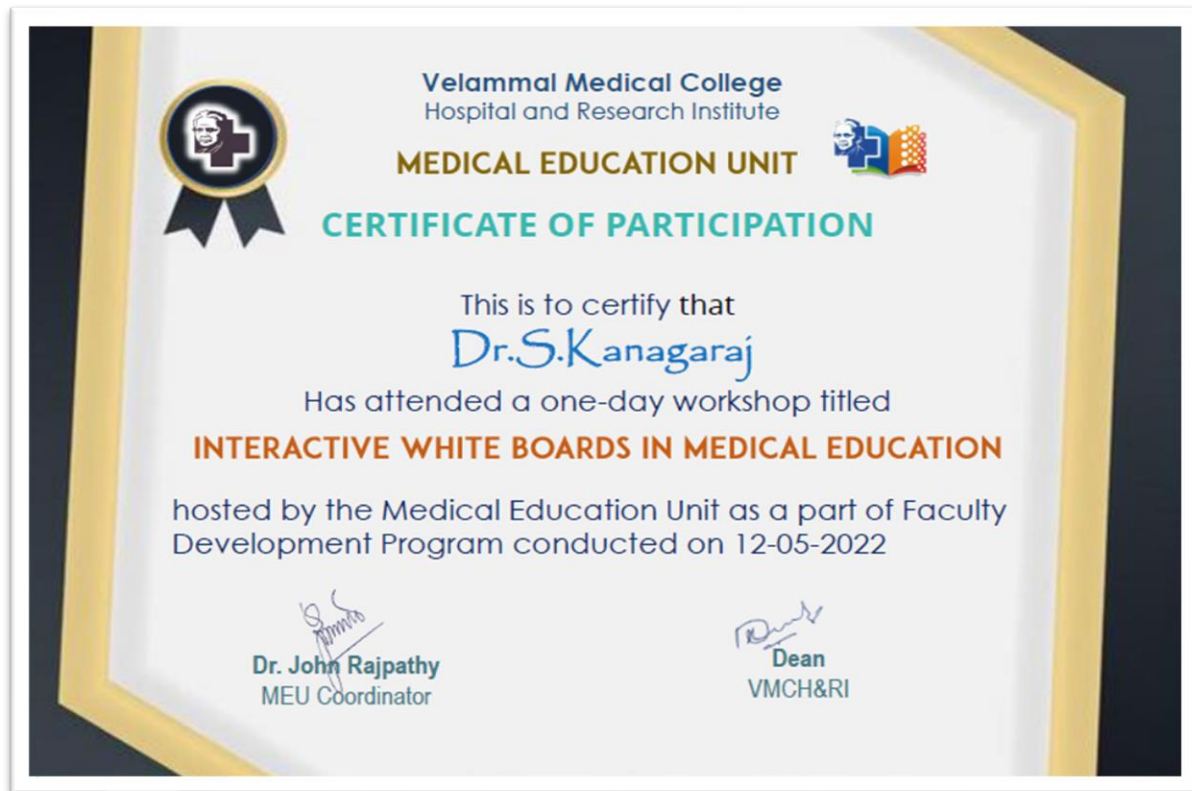 Velammal Medical College
Hospital and Research Institute
MEDICAL EDUCATION UNIT
CERTIFICATE OF PARTICIPATION
This is to certify that
Dr.S.Kanagaraj
Has attended a one-day workshop titled
INTERACTIVE WHITE BOARDS IN MEDICAL EDUCATION
hosted by the Medical Education Unit as a part of Faculty
Development Program conducted on 12-05-2022
Dr. John Rajpathy
MEU Coordinator
Dean
VMCH&RI